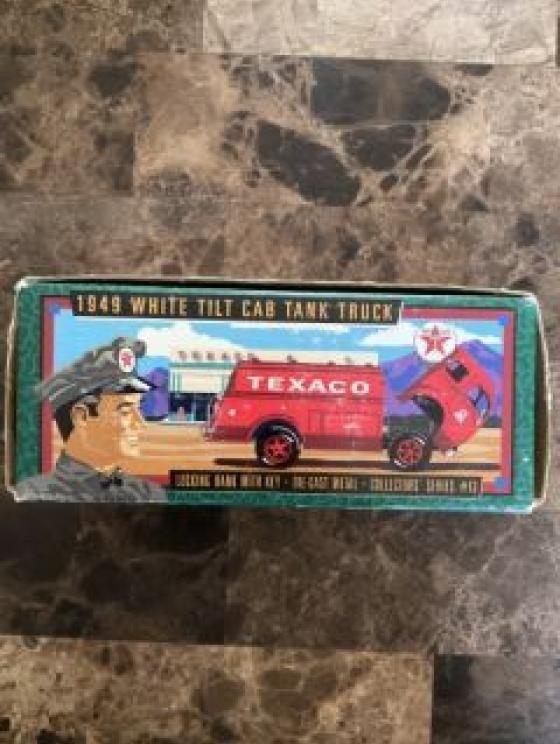 1949 WHITE TILT CAB TANK TRUCK
TEXACO
LOCKING BANK WITH KEY • DIE-CAST METAL • COLLECTORS' SERIES